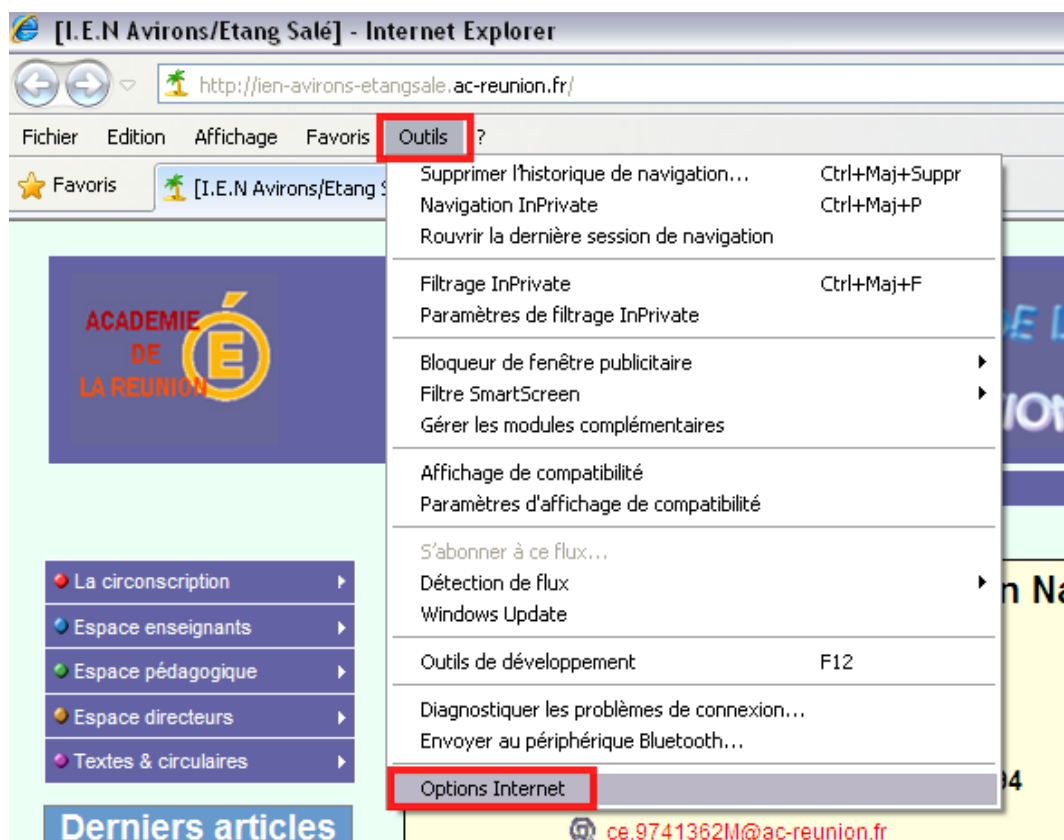 [I.E.N Avirons/Etang Salé] - Internet Explorer
http://ien-avirons-etangsale.ac-reunion.fr/
Fichier Edition Affichage Favoris Outils ?
Favoris
[I.E.N Avirons/Etang S
Supprimer l'historique de navigation... Ctrl+Maj+Suppr
Navigation InPrivate Ctrl+Maj+P
Rouvrir la dernière session de navigation
Filtrage InPrivate Ctrl+Maj+F
Paramètres de filtrage InPrivate
Bloqueur de fenêtre publicitaire
Filtre SmartScreen
Gérer les modules complémentaires
Affichage de compatibilité
Paramètres d'affichage de compatibilité
S'abonner à ce flux...
Détection de flux
Windows Update
Outils de développement F12
Diagnostiquer les problèmes de connexion...
Envoyer au périphérique Bluetooth...
Options Internet
ACADEMIE
DE
LA REUNION
É
La circonscription
Espace enseignants
Espace pédagogique
Espace directeurs
Textes & circulaires
Derniers articles
n Na
94
ce.9741362M@ac-reunion.fr